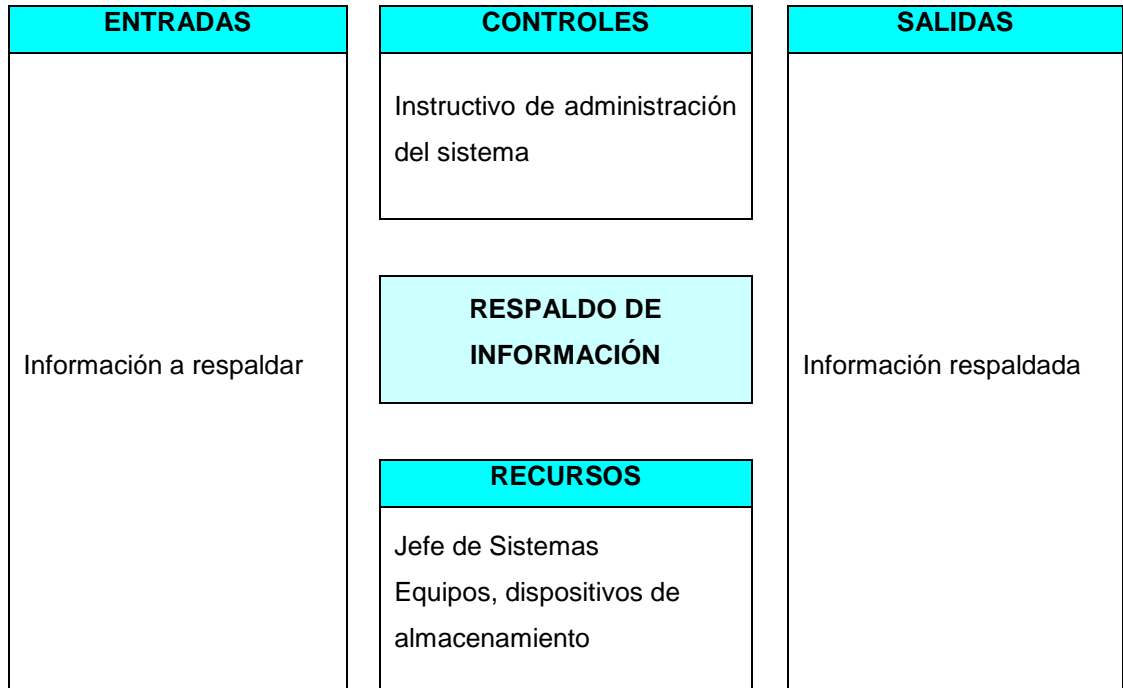 ENTRADAS
Información a respaldar
CONTROLES
Instructivo de administración
del sistema
RESPALDO DE
INFORMACIÓN
RECURSOS
Jefe de Sistemas
Equipos, dispositivos de
almacenamiento
SALIDAS
Información respaldada